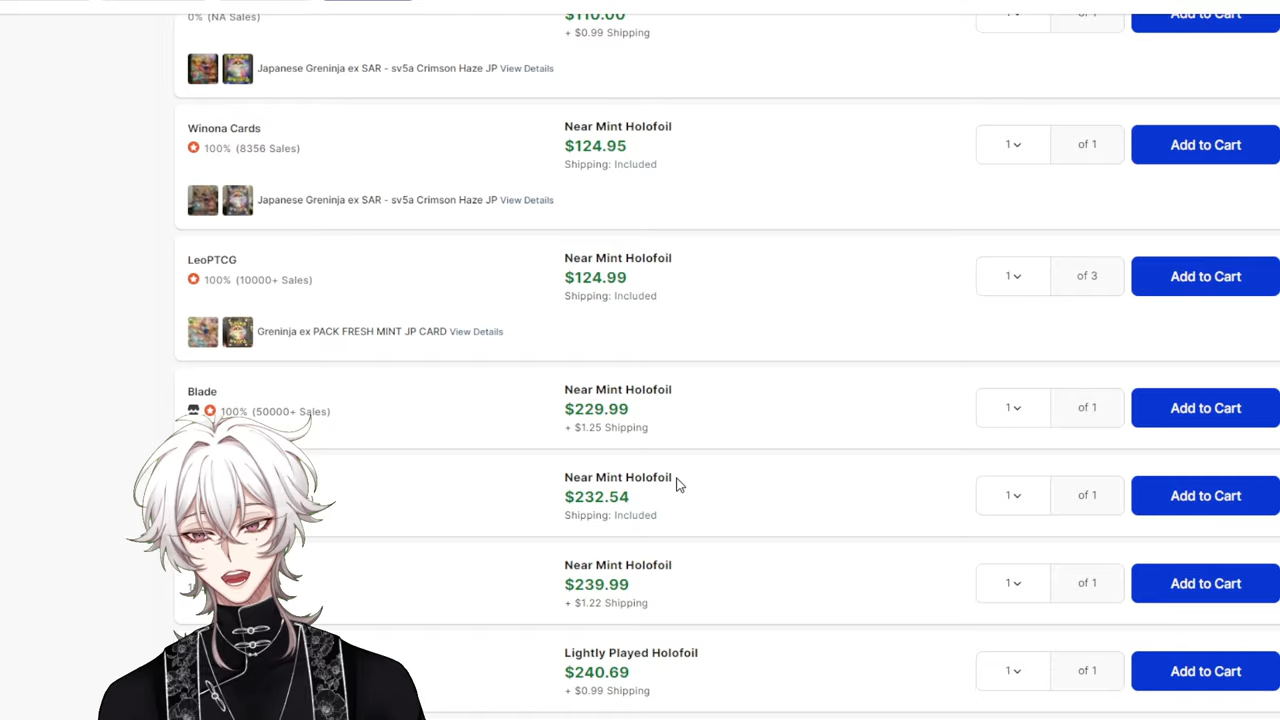 0% (NA Sales)
$110.00
+ $0.99 Shipping
1
of 1
Add to Cart
Japanese Greninja ex SAR - sv5a Crimson Haze JP View Details
Winona Cards
100% (8356 Sales)
Near Mint Holofoil
$124.95
Shipping: Included
1
of 1
Add to Cart
Japanese Greninja ex SAR - sv5a Crimson Haze JP View Details
LeoPTCG
100% (10000+ Sales)
Near Mint Holofoil
$124.99
Shipping: Included
1
of 3
Add to Cart
Greninja ex PACK FRESH MINT JP CARD View Details
Blade
100% (50000+ Sales)
Near Mint Holofoil
$229.99
+ $1.25 Shipping
1
of 1
Add to Cart
Near Mint Holofoil
$232.54
Shipping: Included
1
of 1
Add to Cart
Near Mint Holofoil
$239.99
+ $1.22 Shipping
1
of 1
Add to Cart
Lightly Played Holofoil
$240.69
+ $0.99 Shipping
1
of 1
Add to Cart